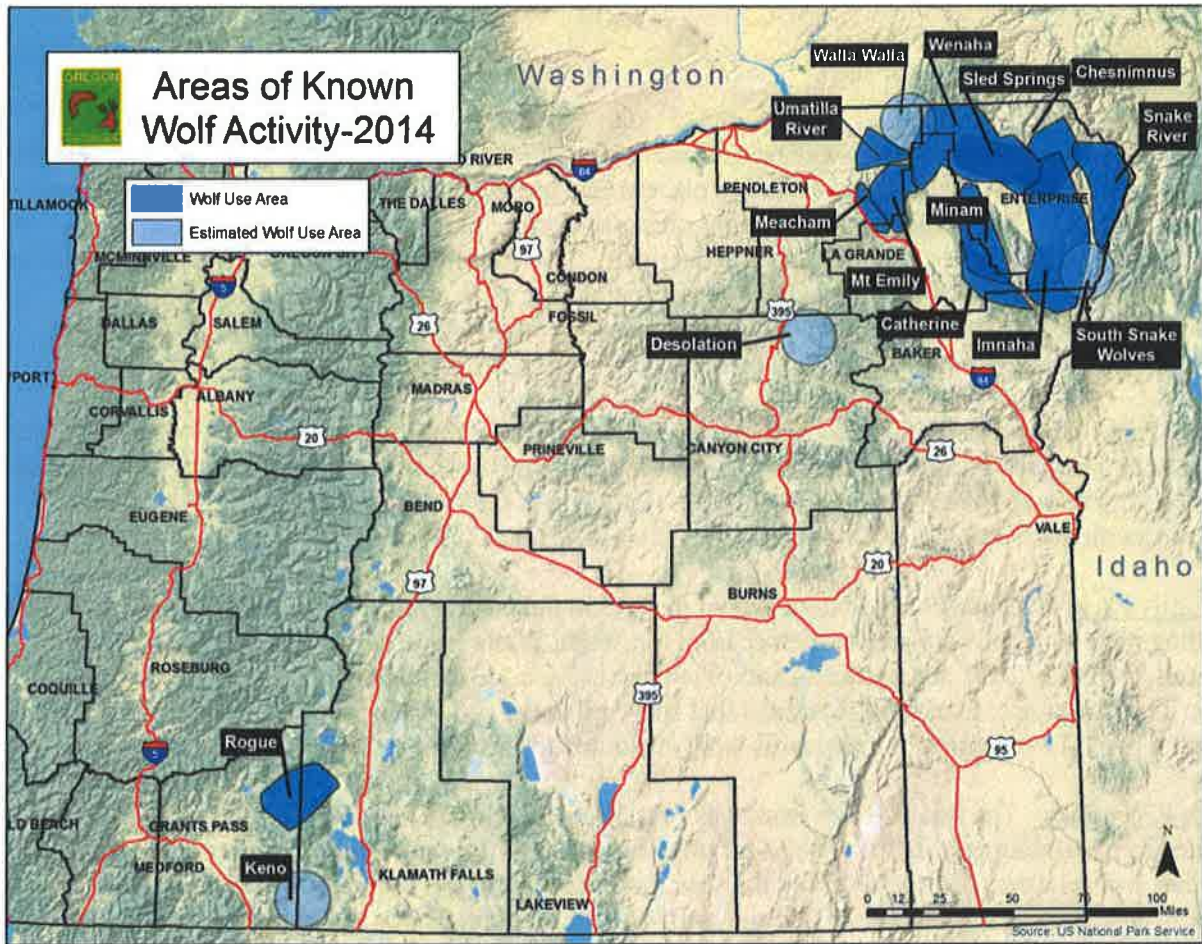 OREGON
Areas of Known
Wolf Activity-2014
Wolf Use Area
Estimated Wolf Use Area
Washington
Idaho
Walla Walla
Wenaha
Sled Springs
Chesnimnus
Umatilla
River
Snake
River
Meacham
Minam
Mt Emily
Catherine
Imnaha
South Snake
Wolves
Desolation
Rogue
Keno
D RIVER
84
TILLAMOOK
THE DALLES
MORO
PENDLETON
ENTERPRISE
MCMINNVILLE
OREGON CITY
97
HEPPNER
LA GRANDE
CONDON
5
DALLAS
SALEM
26
FOSSIL
395
BAKER
84
PORT
ALBANY
MADRAS
CORVALLIS
20
PRINEVILLE
CANYON CITY
26
EUGENE
BEND
VALE
97
20
BURNS
ROSEBURG
COQUILLE
395
5
95
LD BEACH
GRANTS PASS
MEDFORD
KLAMATH FALLS
LAKEVIEW
N
0 12.5 25 50 75 100
Miles
Source: US National Park Service